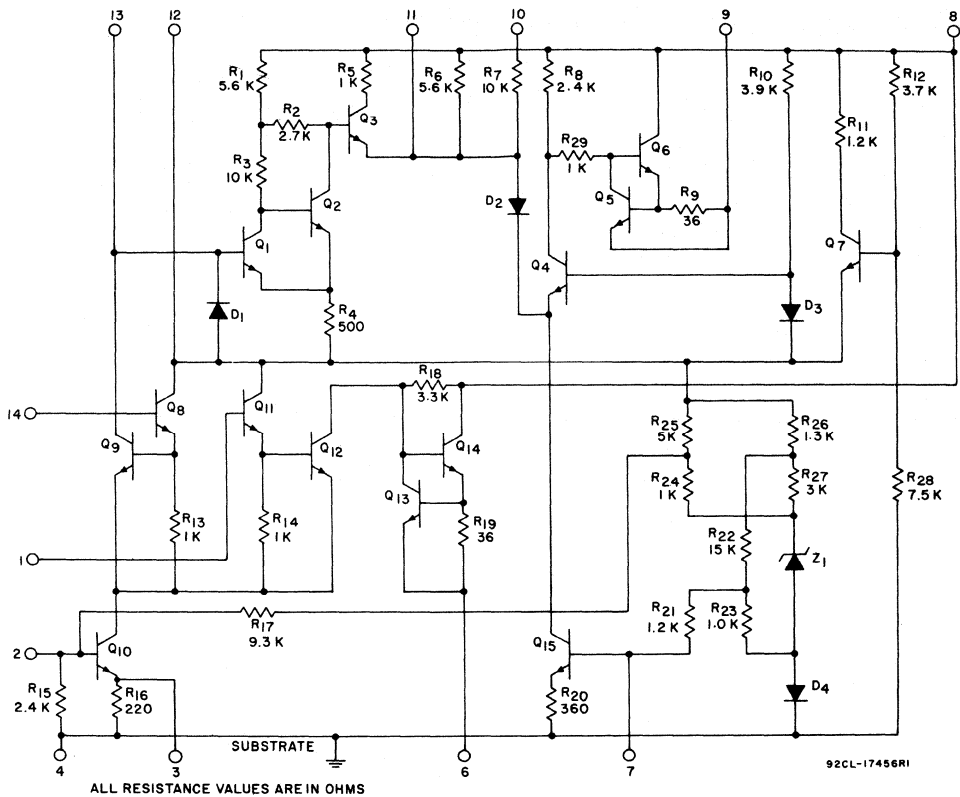 13 12 11 10 9 8
R1 5.6 K
R5 1 K
R6 5.6 K
R7 10 K
R8 2.4 K
R10 3.9 K
R12 3.7 K
R2 2.7 K
Q3
R11 1.2 K
R3 10 K
R29 1 K
Q6
Q2
D2
Q5
R9 36
Q1
Q4
Q7
D1
R4 500
D3
R18 3.3 K
14
Q8
Q11
Q9
Q12
Q14
R25 5K
R26 1.3 K
Q13
R24 1 K
R27 3 K
R28 7.5 K
R13 1 K
R14 1 K
R19 36
R22 15 K
Z1
1
R17 9.3 K
R21 1.2 K
R23 1.0 K
2
Q10
Q15
R15 2.4 K
R16 220
R20 360
D4
SUBSTRATE
4 3 6 7
92CL-17456R1
ALL RESISTANCE VALUES ARE IN OHMS